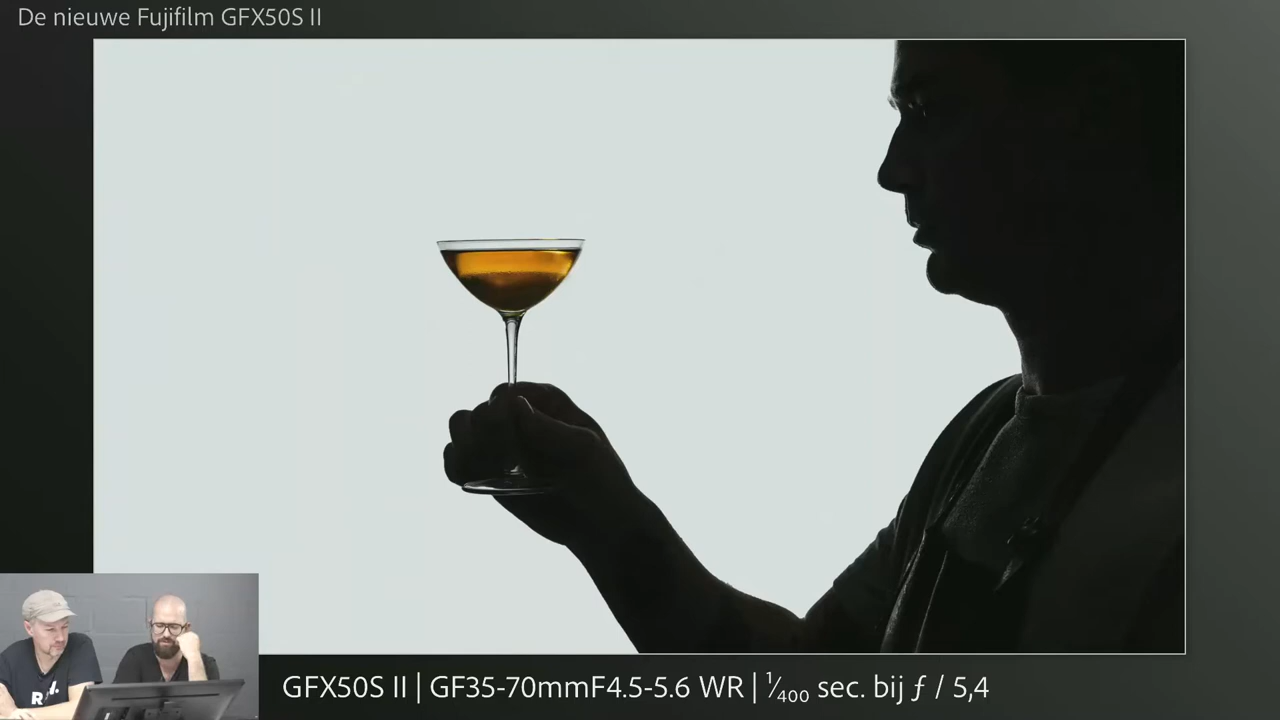 De nieuwe Fujifilm GFX50S II
GFX50S II | GF35-70mmF4.5-5.6 WR | 1/400 sec. bij ƒ / 5,4